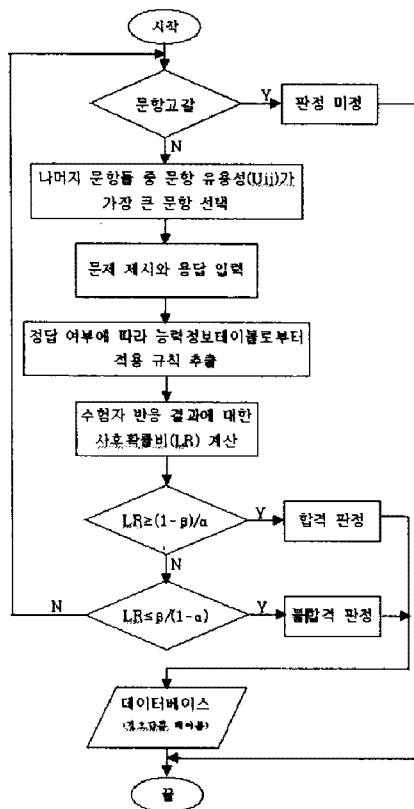 시작
문항고갈
Y
판정 미정
N
나머지 문항들 중 문항 유용성(Uij)가
가장 큰 문항 선택
문제 제시와 응답 입력
정답 여부에 따라 능력정보테이블로부터
적용 규칙 추출
수험자 반응 결과에 대한
사후확률비(LR) 계산
LR≥(1-β)/α
Y
합격 판정
N
LR≤β/(1-α)
N
Y
불합격 판정
데이터베이스
테이블)
끝